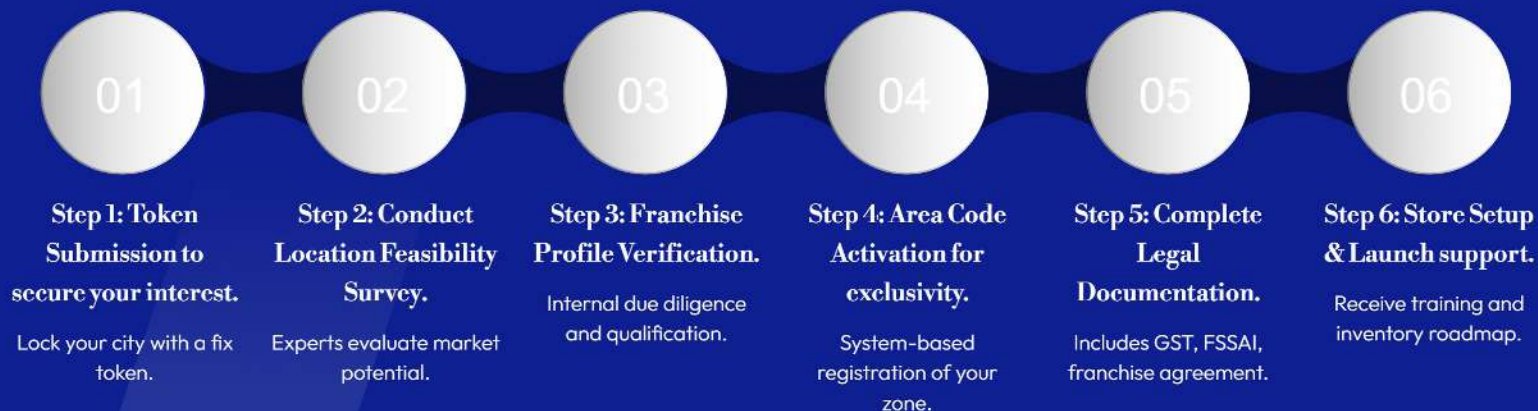 01
02
03
04
05
06
Step 1: Token
Submission to
secure your interest.
Lock your city with a fix
token.
Step 2: Conduct
Location Feasibility
Survey.
Experts evaluate market
potential.
Step 3: Franchise
Profile Verification.
Internal due diligence
and qualification.
Step 4: Area Code
Activation for
exclusivity.
System-based
registration of your
zone.
Step 5: Complete
Legal
Documentation.
Includes GST, FSSAI,
franchise agreement.
Step 6: Store Setup
& Launch support.
Receive training and
inventory roadmap.